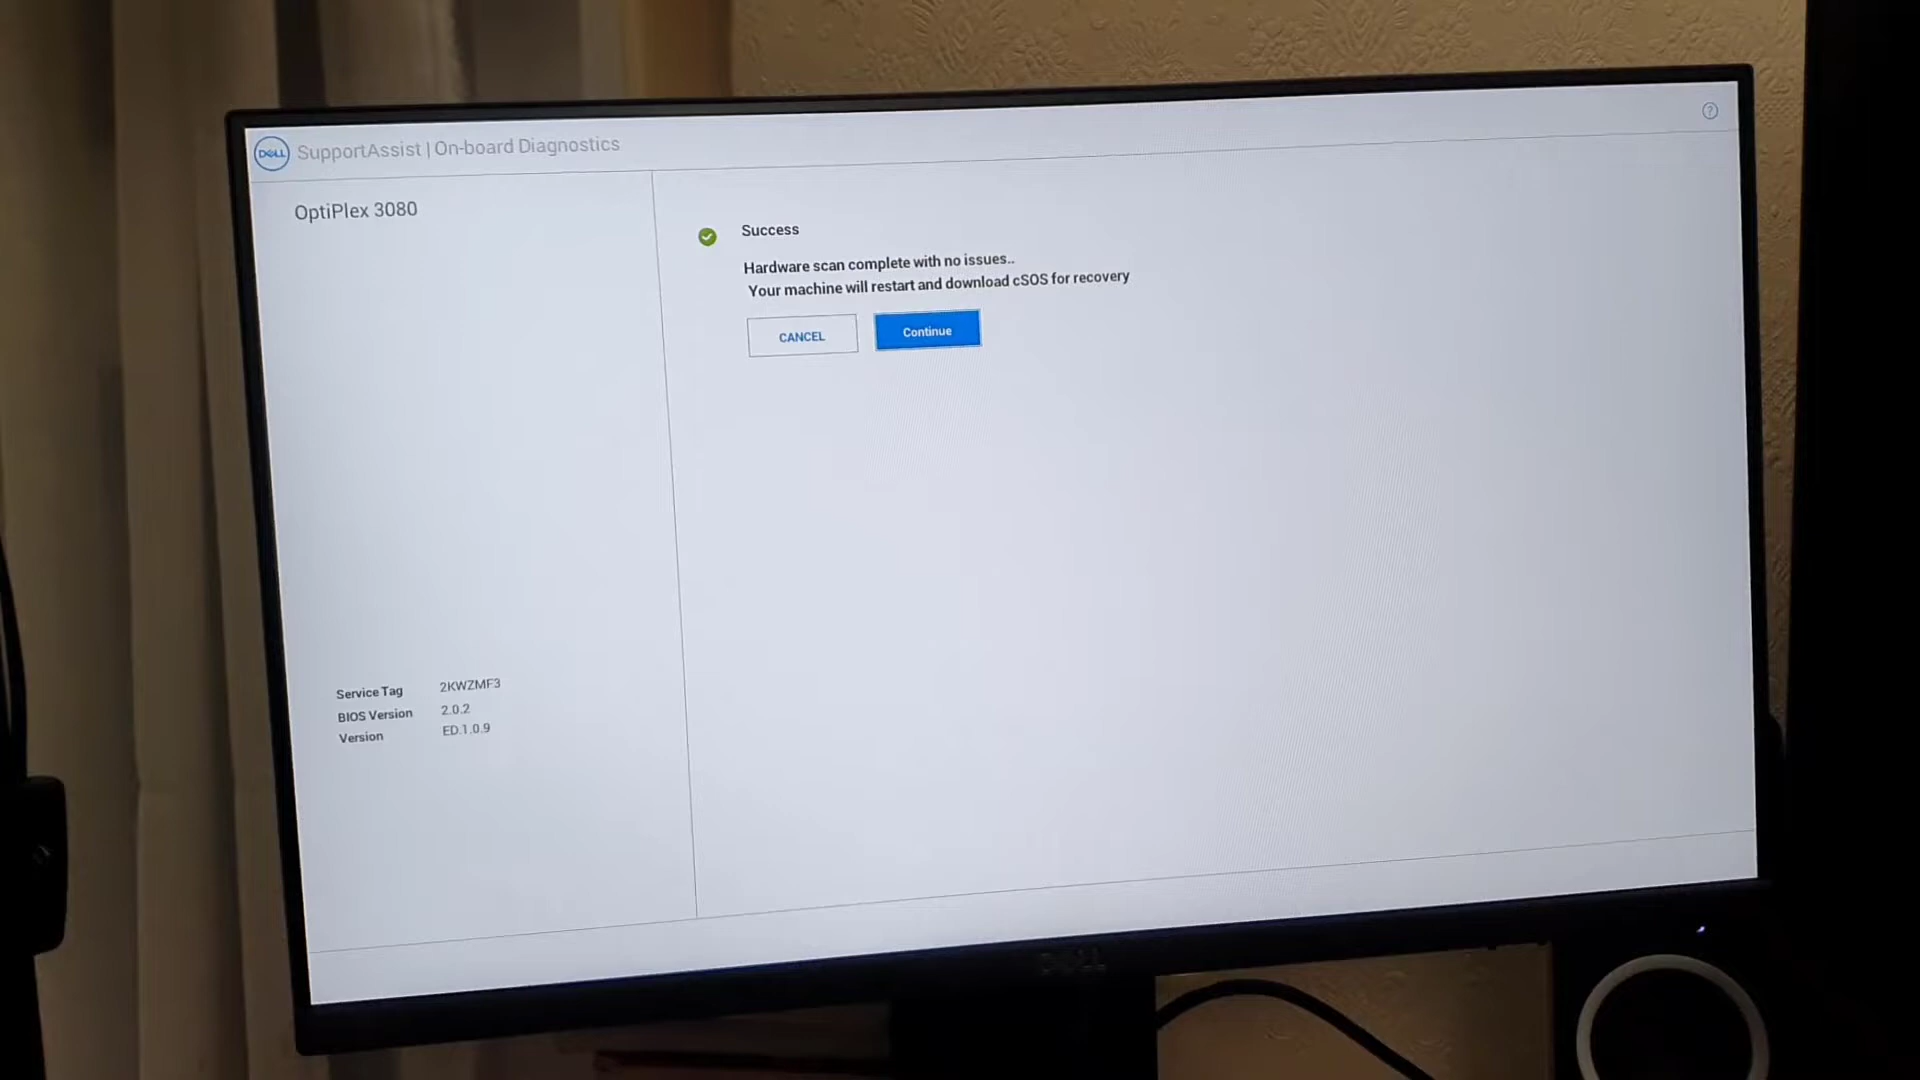 DELL SupportAssist | On-board Diagnostics
?
OptiPlex 3080
Success
Hardware scan complete with no issues..
Your machine will restart and download cSOS for recovery
CANCEL
Continue
Service Tag 2KWZMF3
BIOS Version 2.0.2
Version ED.1.0.9
DELL